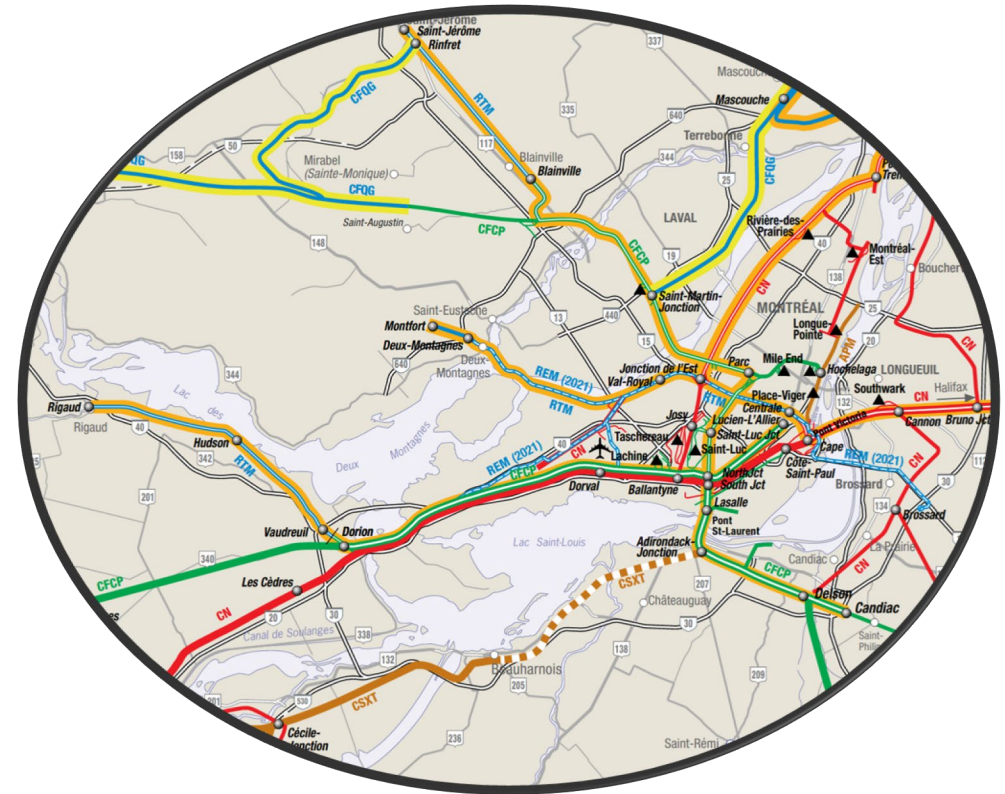 Saint-Jérôme
Saint-Jérôme
Rinfret
337
Mascouche
Mascouche
CFQG
RTM
335
640
117
Terrebonne
344
158
50
Mirabel
(Sainte-Monique)
Blainville
Blainville
25
CFQG
QG
CFQG
Saint-Augustin
LAVAL
Rivière-des-
Prairies
40
Montréal-
Est
CFCP
CFCP
148
19
138
Boucher
CN
Saint-Martin-
Jonction
MONTRÉAL
25
Saint-Eustache
13
440
Longue-
Pointe
Montfort
Deux-Montagnes
15
20
APM
CN
640
Deux-
Montagnes
Parc
Mile End
Hochelaga
LONGUEUIL
344
Jonction de l'Est
Val-Royal
REM (2021)
RTM
RTM
Place-Viger
Centrale
132
Southwark
Halifax
CN
Lac des
Deux Montagnes
Rigaud
Rigaud
40
Josy
Lucien-L'Allier
Pont Victoria
Cannon
Bruno Jct
Hudson
342
Taschereau
Saint-Luc Jct
Cape
40
CN
Lachine
Saint-Luc
Côte-
Saint-Paul
REM (2021)
CN
RTM
REM (2021)
CFCP
Dorval
Ballantyne
North Jct
South Jct
Brossard
30
201
Lasalle
134
Brossard
Vaudreuil
Dorion
Pont
St-Laurent
Lac Saint-Louis
Adirondack-
Jonction
La Prairie
Candiac
340
CFCP
Les Cèdres
CSXT
207
CFCP
CN
CN
Châteauguay
Delson
Candiac
20
30
338
30
Saint-
Philip
Canal de Soulanges
132
138
Beauharnois
205
209
201
530
CSXT
Cécile-
Jonction
236
Saint-Rémi